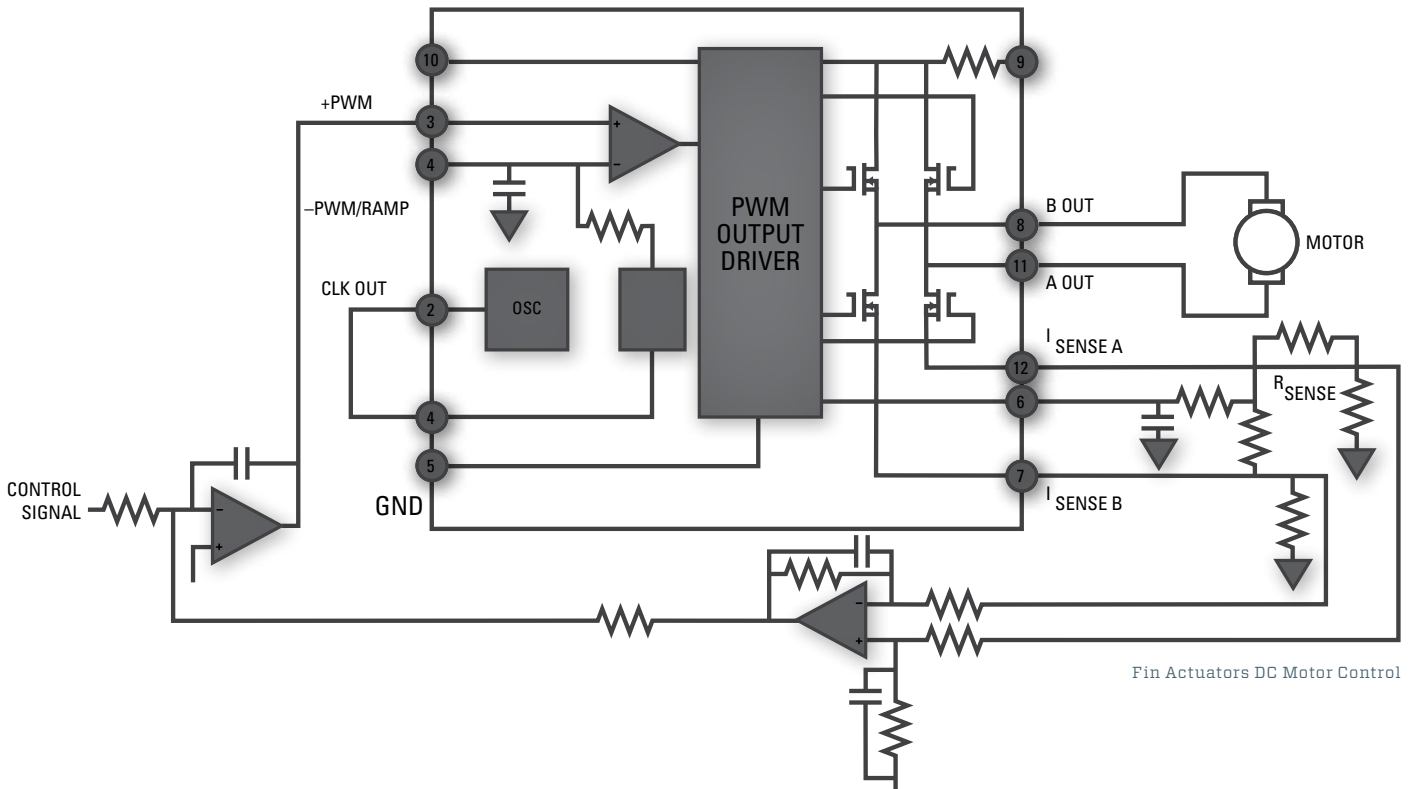 10
9
+PWM
3
+
4
−
−PWM/RAMP
PWM
OUTPUT
DRIVER
B OUT
8
MOTOR
11
A OUT
CLK OUT
2
OSC
I SENSE A
12
R SENSE
6
4
5
7
GND
I SENSE B
CONTROL
SIGNAL
−
+
−
+
Fin Actuators DC Motor Control